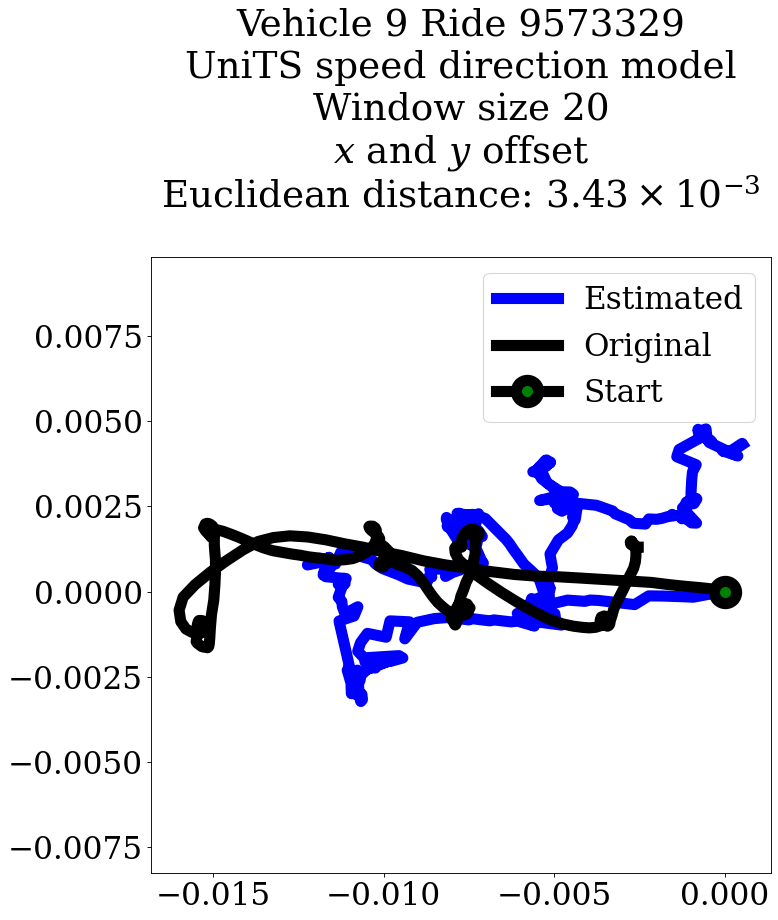 Vehicle 9 Ride 9573329
UniTS speed direction model
Window size 20
x and y offset
Euclidean distance: 3.43 × 10⁻³
Estimated
Original
Start
0.0075
0.0050
0.0025
0.0000
−0.0025
−0.0050
−0.0075
−0.015 −0.010 −0.005 0.000